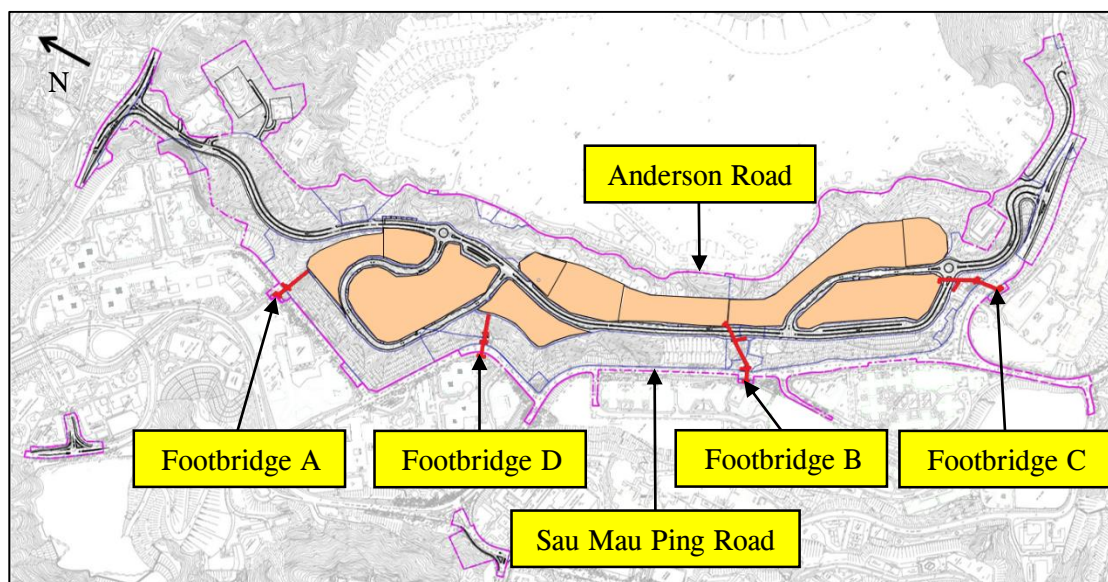 N
Anderson Road
Footbridge A
Footbridge D
Footbridge B
Footbridge C
Sau Mau Ping Road